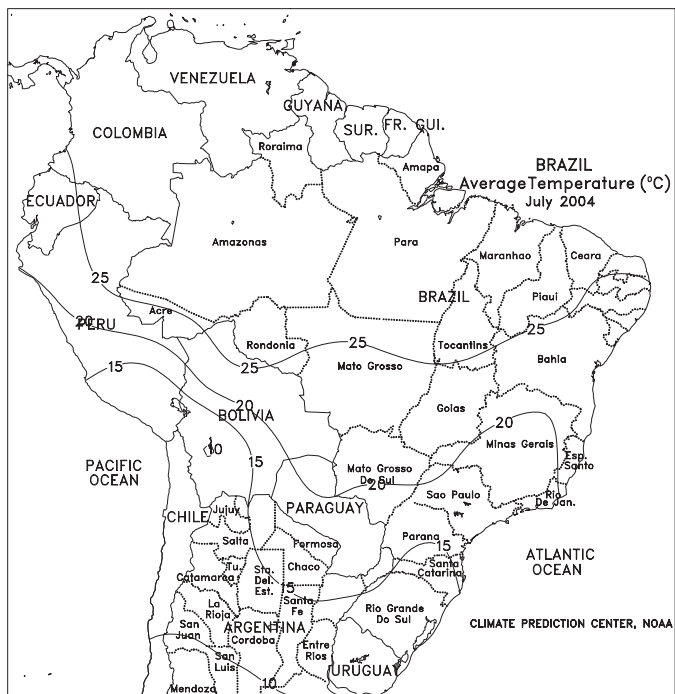 VENEZUELA
GUYANA
SUR.
FR. GUI.
COLOMBIA
Roraima
Amapa
BRAZIL
Average Temperature (ºC)
July 2004
ECUADOR
Amazonas
Para
Maranhao
Ceara
25
BRAZIL
Piaui
20
PERU
Acre
25
Rondonia
25
Tocantins
15
25
Mato Grosso
Bahia
20
BOLIVIA
Goias
20
10
Minas Gerais
15
PACIFIC
OCEAN
Mato Grosso
Do Sul
20
Esp.
Santo
Sao Paulo
Rio
De Jan.
CHILE
Jujuy
PARAGUAY
Salta
Formosa
Parana
15
ATLANTIC
OCEAN
Tu.
Catamarca
Sta.
Del.
Est.
Chaco
Santa
Catarina
15
La
Rioja
Santa
Fe
Rio Grande
Do Sul
San
Juan
ARGENTINA
Cordoba
CLIMATE PREDICTION CENTER, NOAA
San
Luis
Entre
Rios
URUGUAY
Mendoza
10